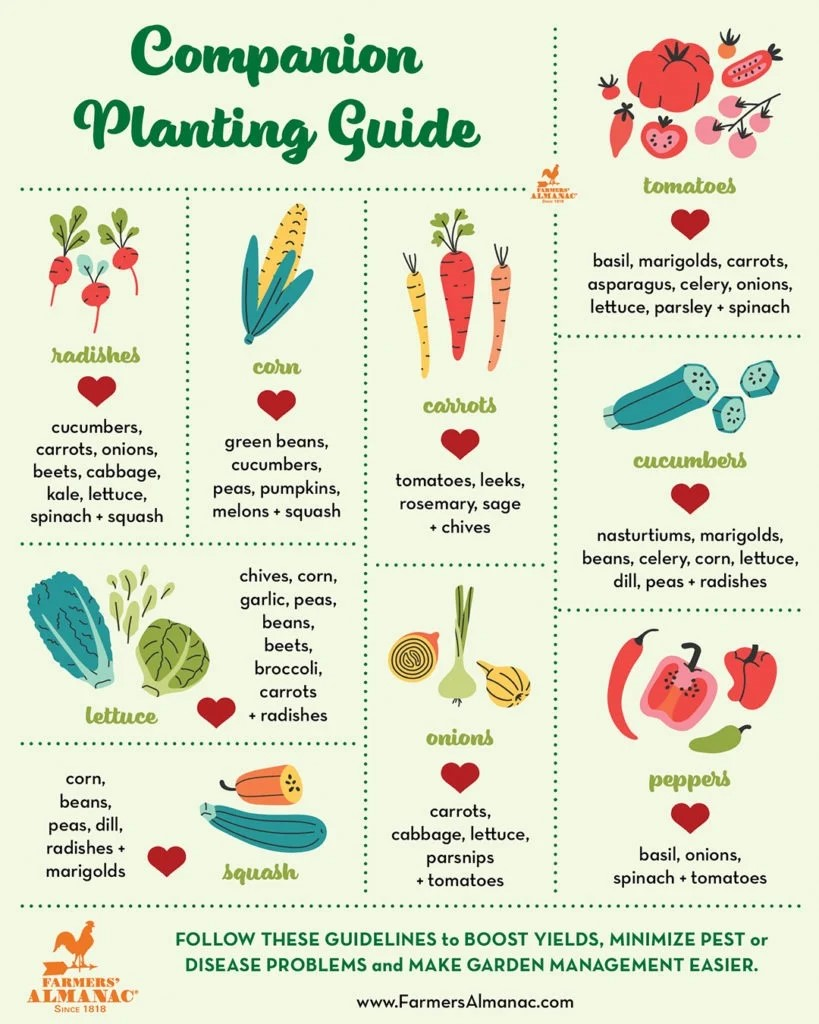 Companion
Planting Guide
FARMERS'
ALMANAC
SINCE 1818
tomatoes
basil, marigolds, carrots,
asparagus, celery, onions,
lettuce, parsley + spinach
radishes
cucumbers,
carrots, onions,
beets, cabbage,
kale, lettuce,
spinach + squash
corn
green beans,
cucumbers,
peas, pumpkins,
melons + squash
carrots
tomatoes, leeks,
rosemary, sage
+ chives
cucumbers
nasturtiums, marigolds,
beans, celery, corn, lettuce,
dill, peas + radishes
lettuce
chives, corn,
garlic, peas,
beans,
beets,
broccoli,
carrots
+ radishes
onions
carrots,
cabbage, lettuce,
parsnips
+ tomatoes
peppers
basil, onions,
spinach + tomatoes
corn,
beans,
peas, dill,
radishes +
marigolds
squash
FARMERS'
ALMANAC®
SINCE 1818
FOLLOW THESE GUIDELINES to BOOST YIELDS, MINIMIZE PEST or
DISEASE PROBLEMS and MAKE GARDEN MANAGEMENT EASIER.
www.FarmersAlmanac.com